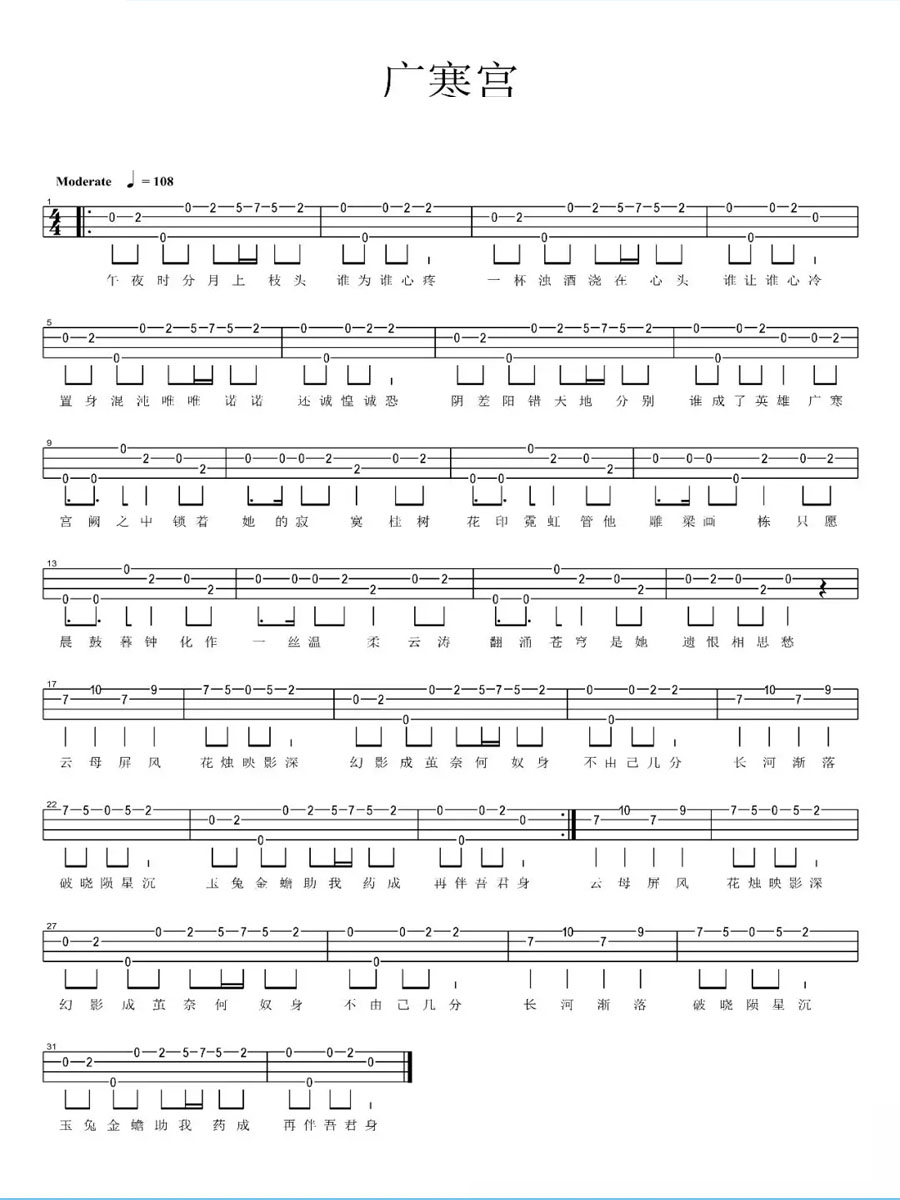 广寒宫
Moderate ♩ = 108
1
4/4
0 2 0 0 2 5 7 5 2 0 0 0 2 2 0 2 0 0 2 5 7 5 2 0 0 0 2 0
午夜时分月上枝头 谁为谁心疼 一杯浊酒浇在心头 谁让谁心冷
5
0 2 0 0 2 5 7 5 2 0 0 0 2 2 0 2 0 0 2 5 7 5 2 0 0 0 2 0 0 2
置身混沌唯唯诺诺 还诚惶诚恐 阴差阳错天地分别 谁成了英雄广寒
9
0 0 0 2 0 2 0 0 0 2 2 0 2 0 0 0 2 0 2 0 0 0 0 2 0 2
宫阙之中锁着 她的寂寞桂树 花印霓虹管他 雕梁画栋只愿
13
0 0 0 2 0 2 0 0 0 2 2 0 2 0 0 0 2 0 2 0 2 0 2 0
晨鼓暮钟化作 一丝温柔云涛 翻涌苍穹是她 遗恨相思愁
17
7 10 7 9 7 5 0 5 2 0 2 0 0 2 5 7 5 2 0 0 0 2 2 7 10 7 9
云母屏风 花烛映影深 幻影成茧奈何奴身 不由己几分 长河渐落
22
7 5 0 5 2 0 2 0 0 2 5 7 5 2 0 0 0 2 0 7 10 7 9 7 5 0 5 2
破晓陨星沉 玉兔金蟾助我药成 再伴吾君身 云母屏风 花烛映影深
27
0 2 0 0 2 5 7 5 2 0 0 0 2 2 7 10 7 9 7 5 0 5 2
幻影成茧奈何奴身 不由己几分 长河渐落 破晓陨星沉
31
0 2 0 0 2 5 7 5 2 0 0 0 2 0
玉兔金蟾助我药成 再伴吾君身